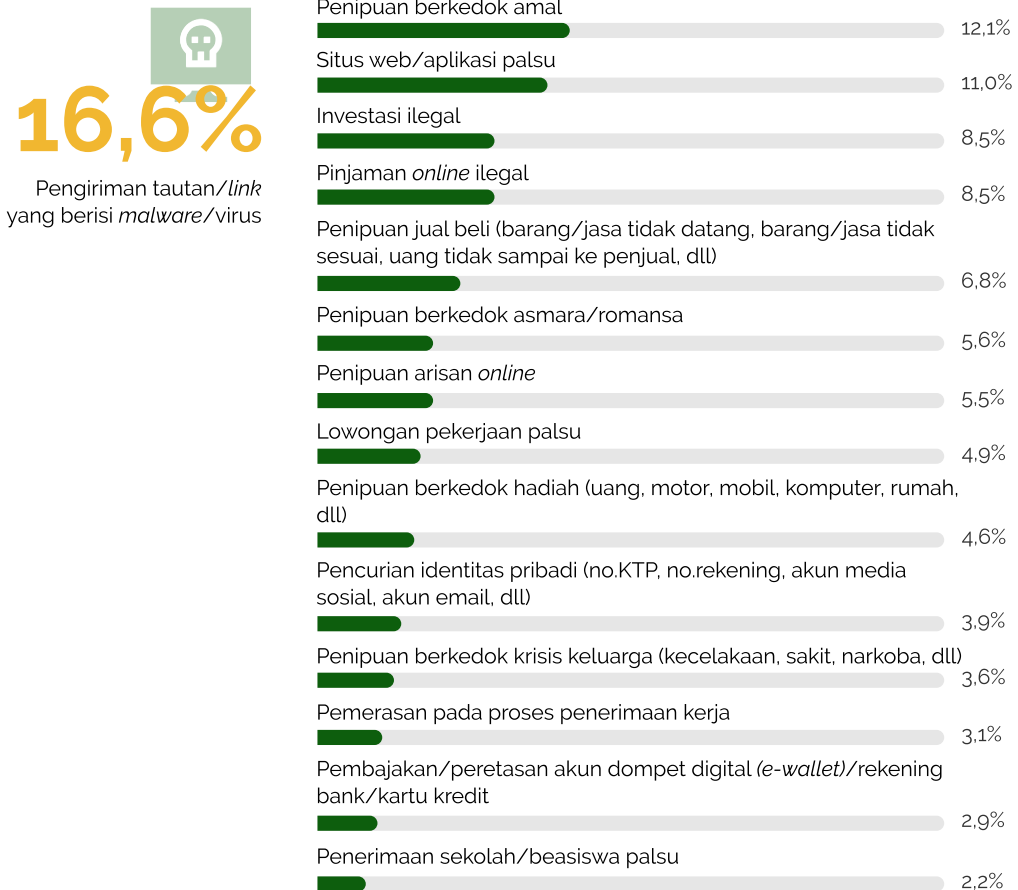 16,6%
Pengiriman tautan/link
yang berisi malware/virus
Penipuan berkedok amal
12,1%
Situs web/aplikasi palsu
11,0%
Investasi ilegal
8,5%
Pinjaman online ilegal
8,5%
Penipuan jual beli (barang/jasa tidak datang, barang/jasa tidak
sesuai, uang tidak sampai ke penjual, dll)
6,8%
Penipuan berkedok asmara/romansa
5,6%
Penipuan arisan online
5,5%
Lowongan pekerjaan palsu
4,9%
Penipuan berkedok hadiah (uang, motor, mobil, komputer, rumah,
dll)
4,6%
Pencurian identitas pribadi (no.KTP, no.rekening, akun media
sosial, akun email, dll)
3,9%
Penipuan berkedok krisis keluarga (kecelakaan, sakit, narkoba, dll)
3,6%
Pemerasan pada proses penerimaan kerja
3,1%
Pembajakan/peretasan akun dompet digital (e-wallet)/rekening
bank/kartu kredit
2,9%
Penerimaan sekolah/beasiswa palsu
2,2%